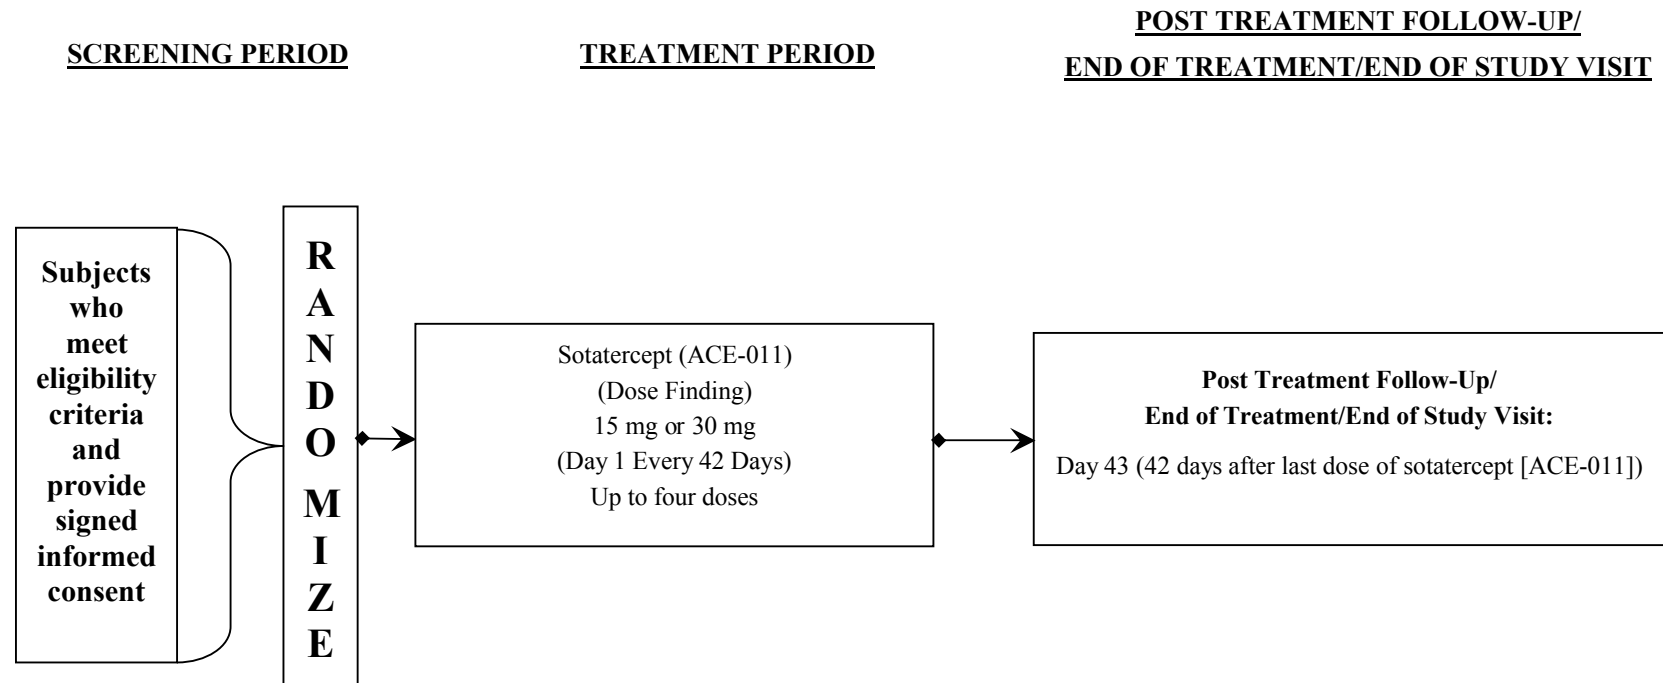 SCREENING PERIOD
TREATMENT PERIOD
POST TREATMENT FOLLOW-UP/
END OF TREATMENT/END OF STUDY VISIT
Subjects
who
meet
eligibility
criteria
and
provide
signed
informed
consent
R
A
N
D
O
M
I
Z
E
Sotatercept (ACE-011)
(Dose Finding)
15 mg or 30 mg
(Day 1 Every 42 Days)
Up to four doses
Post Treatment Follow-Up/
End of Treatment/End of Study Visit:
Day 43 (42 days after last dose of sotatercept [ACE-011])